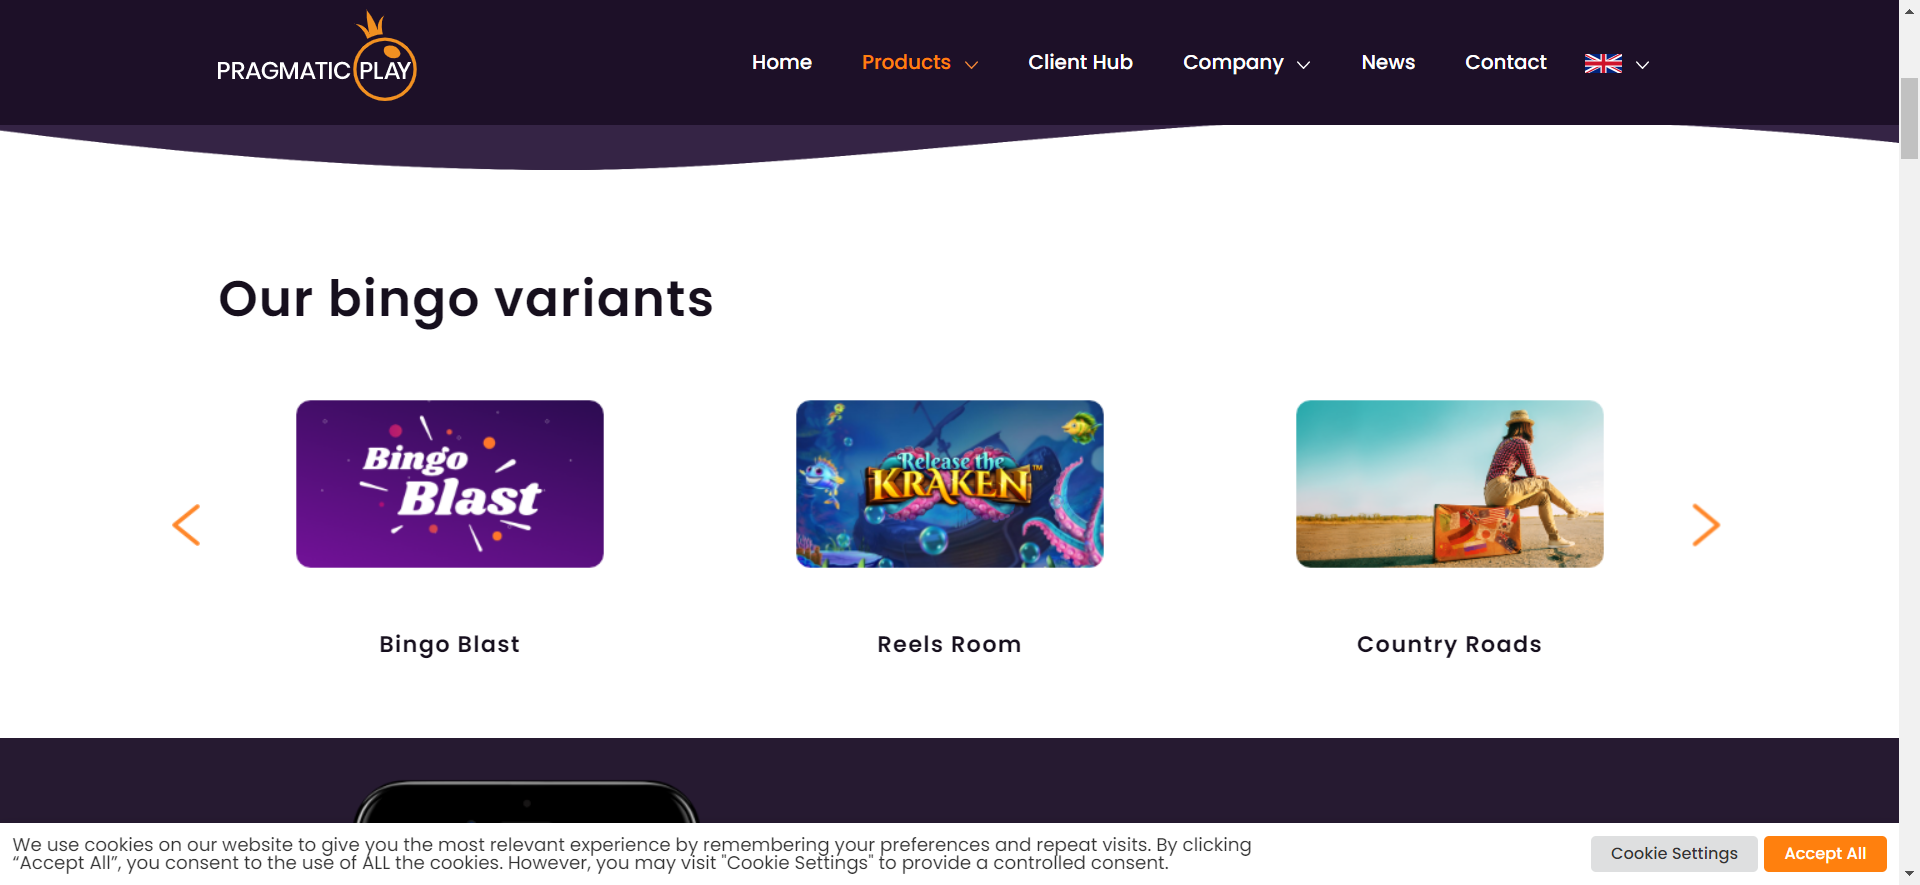 PRAGMATIC PLAY
Home
Products
Client Hub
Company
News
Contact
Our bingo variants
Bingo
Blast
Release the
KRAKEN™
Bingo Blast
Reels Room
Country Roads
We use cookies on our website to give you the most relevant experience by remembering your preferences and repeat visits. By clicking
“Accept All”, you consent to the use of ALL the cookies. However, you may visit "Cookie Settings" to provide a controlled consent.
Cookie Settings
Accept All